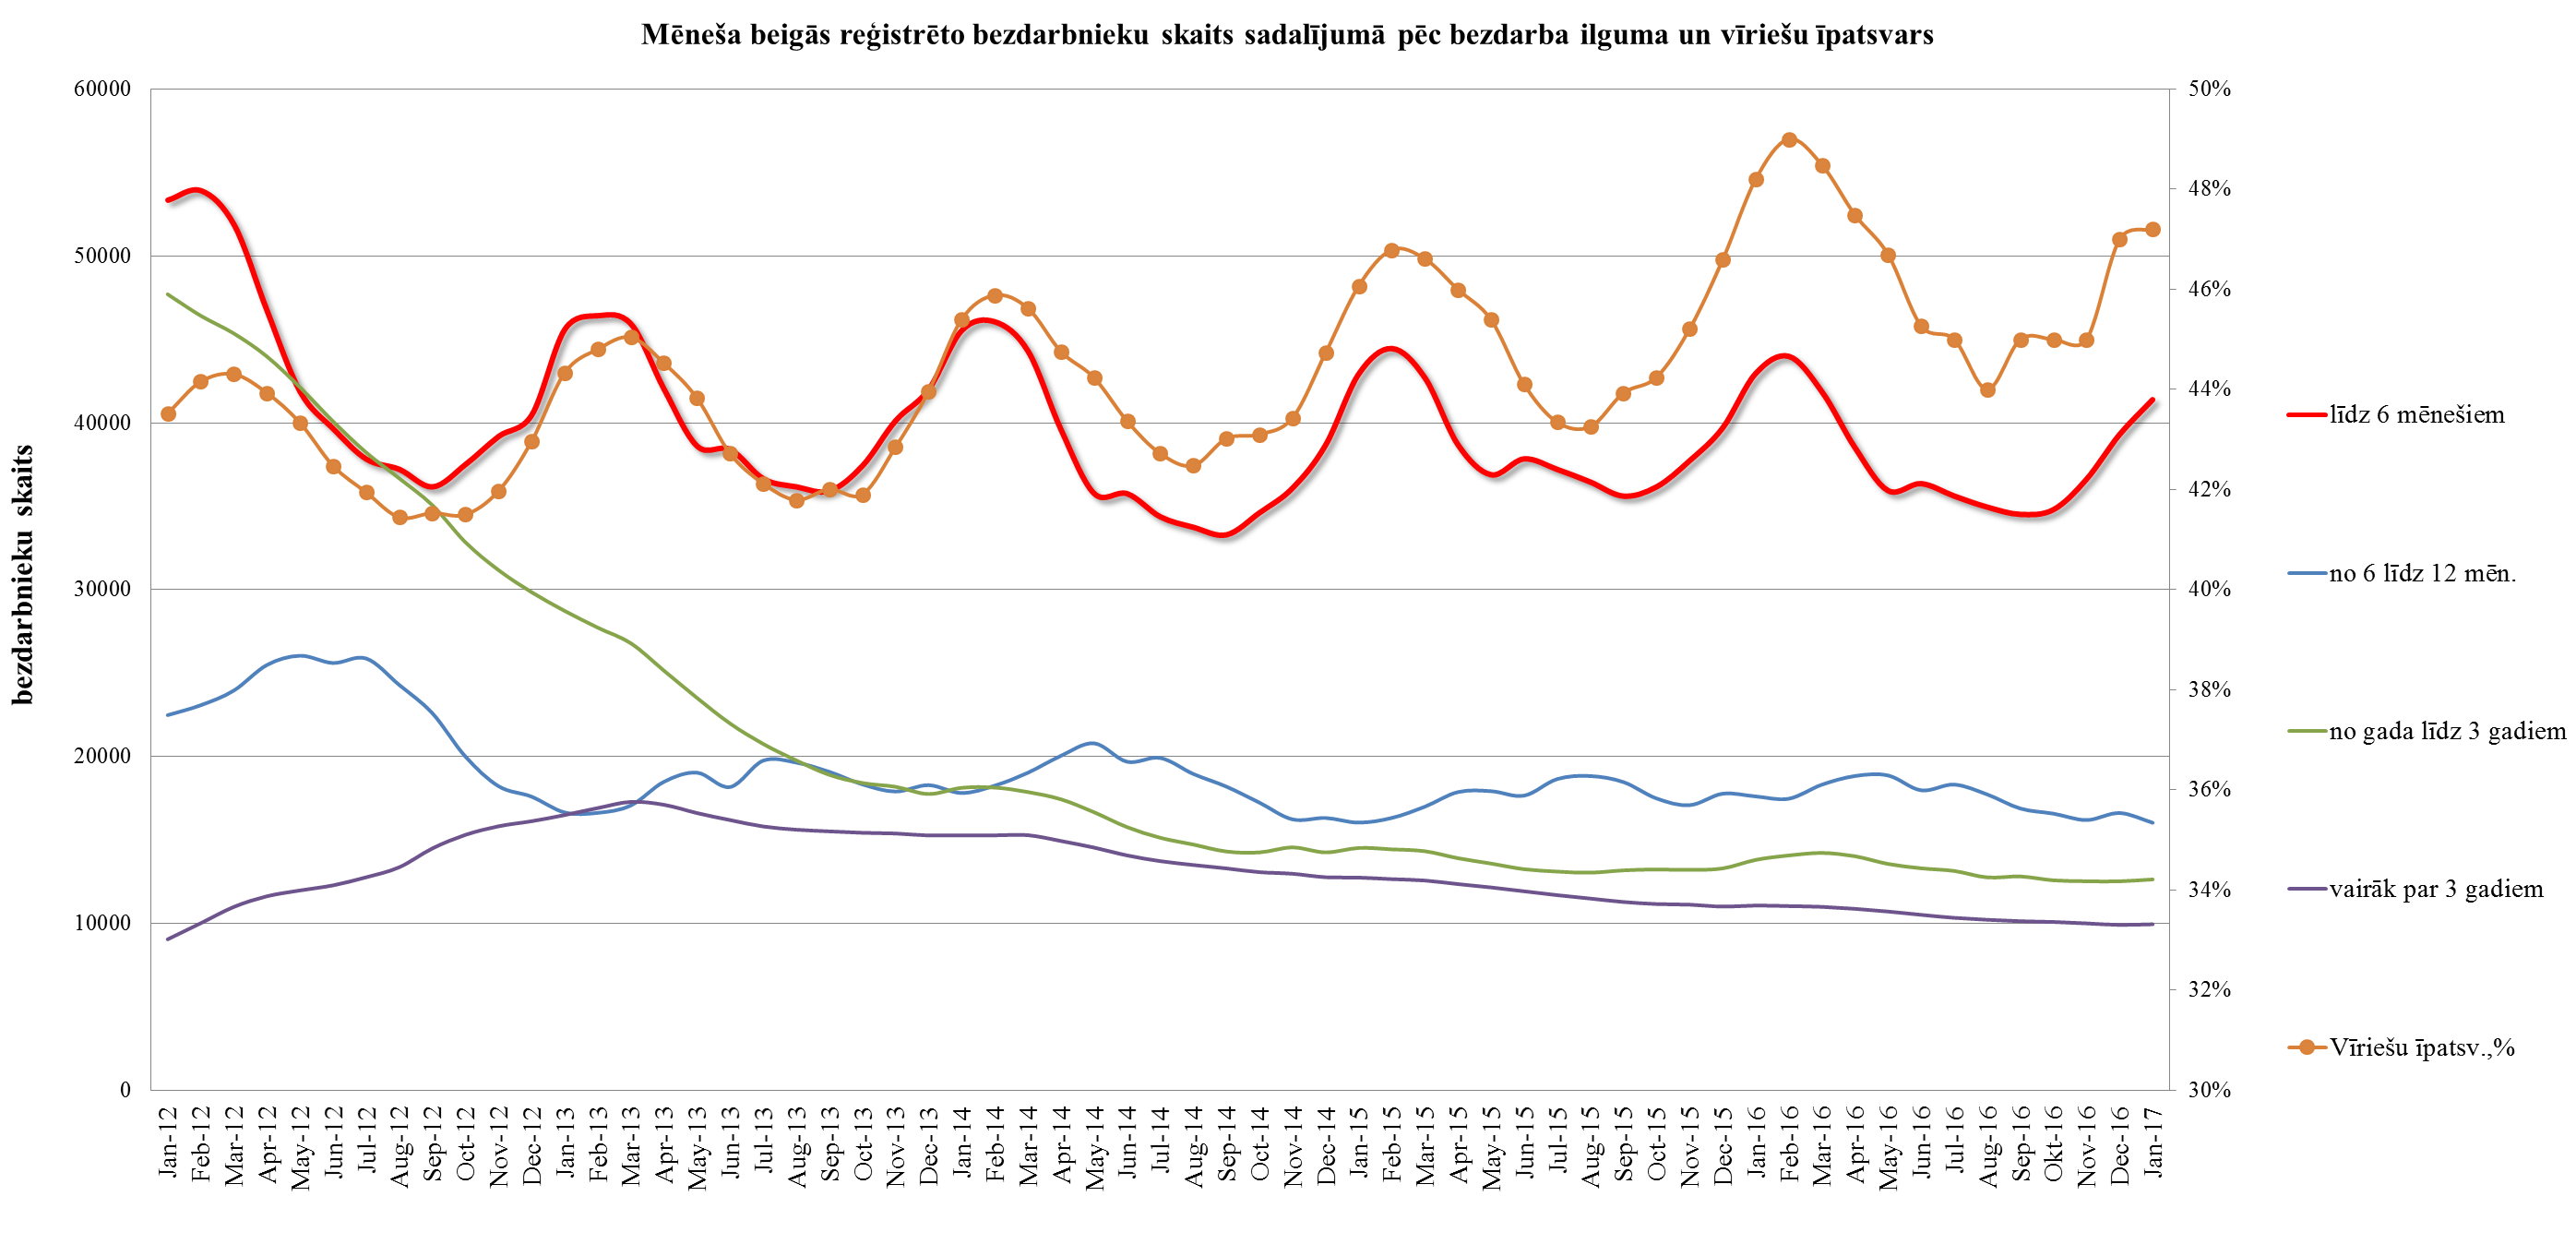 Mēneša beigās reģistrēto bezdarbnieku skaits sadalījumā pēc bezdarba ilguma un vīriešu īpatsvars
bezdarbnieku skaits
60000
50000
40000
30000
20000
10000
0
50%
48%
46%
44%
42%
40%
38%
36%
34%
32%
30%
līdz 6 mēnešiem
no 6 līdz 12 mēn.
no gada līdz 3 gadiem
vairāk par 3 gadiem
Vīriešu īpatsv.,%
Jan-12
Feb-12
Mar-12
Apr-12
May-12
Jun-12
Jul-12
Aug-12
Sep-12
Oct-12
Nov-12
Dec-12
Jan-13
Feb-13
Mar-13
Apr-13
May-13
Jun-13
Jul-13
Aug-13
Sep-13
Oct-13
Nov-13
Dec-13
Jan-14
Feb-14
Mar-14
Apr-14
May-14
Jun-14
Jul-14
Aug-14
Sep-14
Oct-14
Nov-14
Dec-14
Jan-15
Feb-15
Mar-15
Apr-15
May-15
Jun-15
Jul-15
Aug-15
Sep-15
Oct-15
Nov-15
Dec-15
Jan-16
Feb-16
Mar-16
Apr-16
May-16
Jun-16
Jul-16
Aug-16
Sep-16
Okt-16
Nov-16
Dec-16
Jan-17